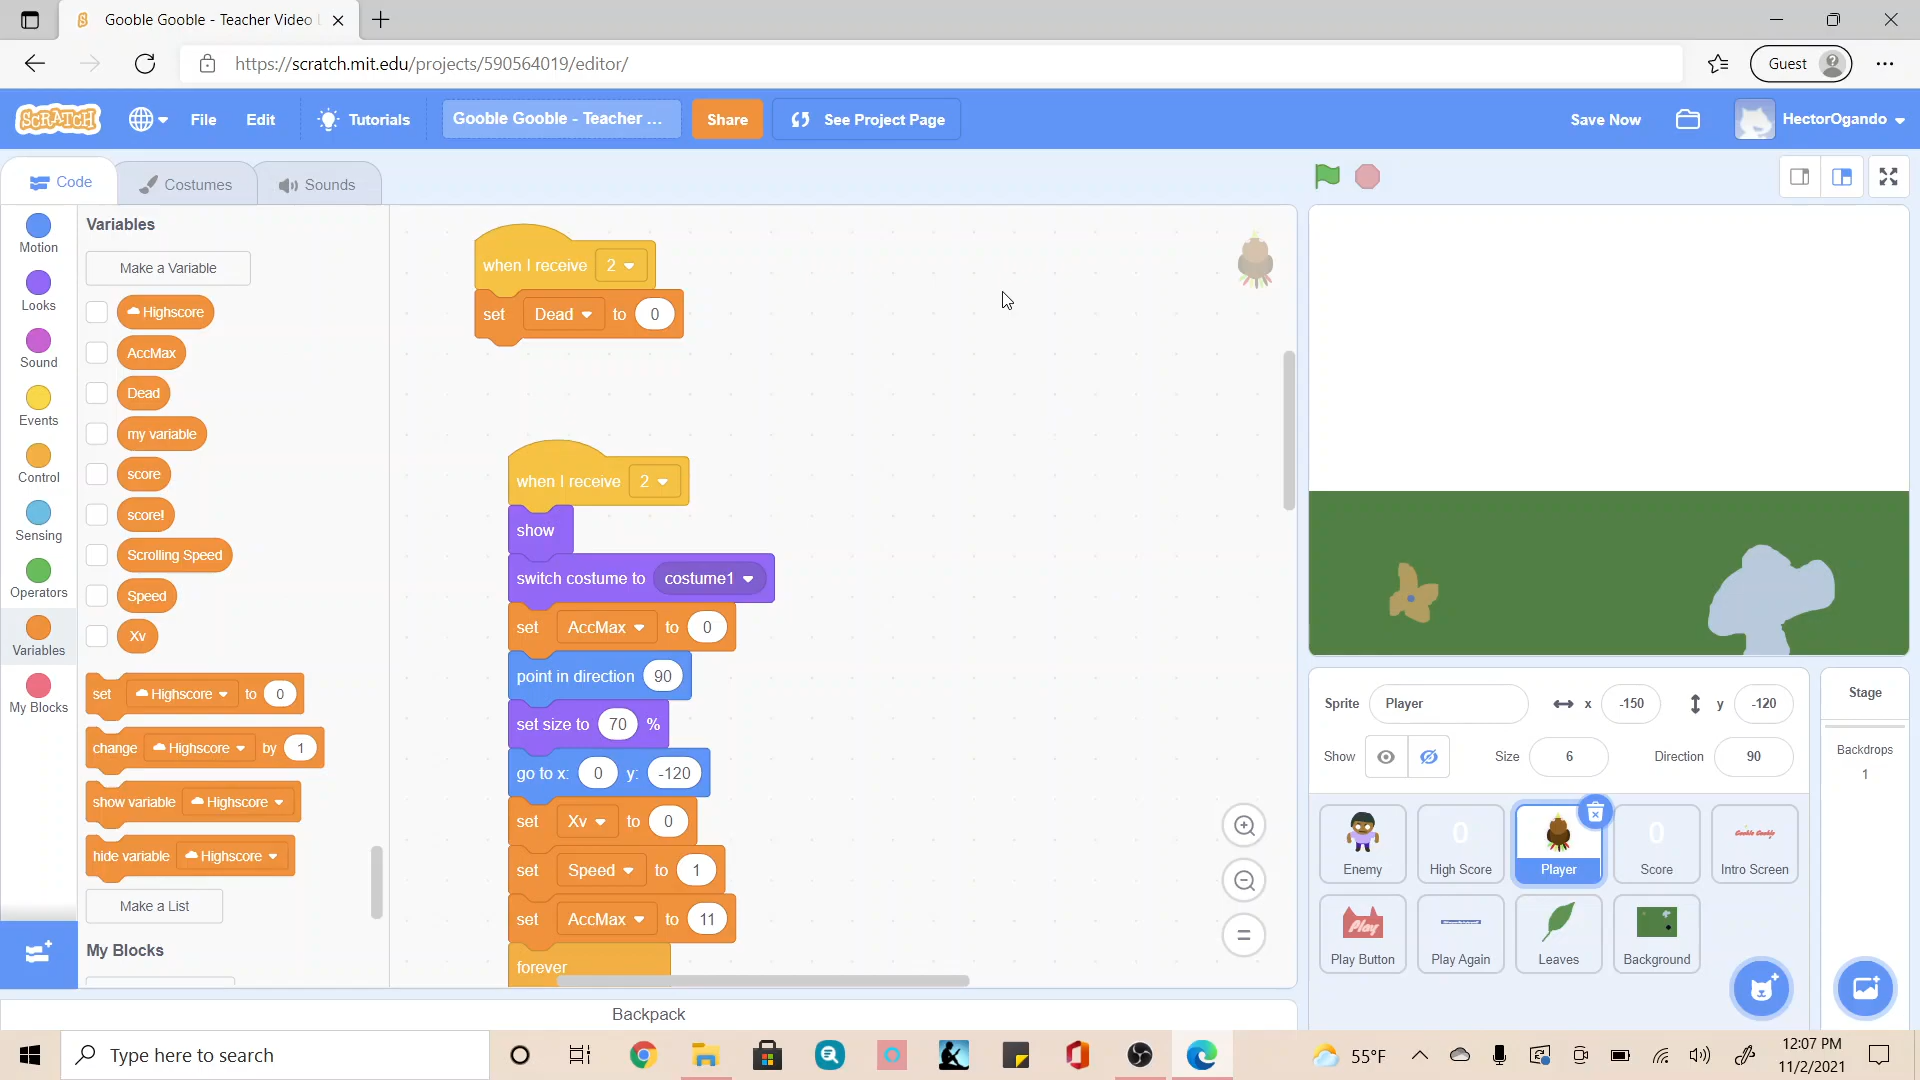 Gooble Gooble - Teacher Video
https://scratch.mit.edu/projects/590564019/editor/
Guest
SCRATCH
File
Edit
Tutorials
Gooble Gooble - Teacher ...
Share
See Project Page
Save Now
HectorOgando
Code
Costumes
Sounds
Motion
Looks
Sound
Events
Control
Sensing
Operators
Variables
My Blocks
Variables
Make a Variable
Highscore
AccMax
Dead
my variable
score
score!
Scrolling Speed
Speed
Xv
set Highscore to 0
change Highscore by 1
show variable Highscore
hide variable Highscore
Make a List
My Blocks
when I receive 2
set Dead to 0
when I receive 2
show
switch costume to costume1
set AccMax to 0
point in direction 90
set size to 70 %
go to x: 0 y: -120
set Xv to 0
set Speed to 1
set AccMax to 11
forever
Backpack
Sprite Player x -150 y -120
Show Size 6 Direction 90
Enemy
0
High Score
Player
0
Score
Gooble Gooble
Intro Screen
Play
Play Button
Play Again
Leaves
Background
Stage
Backdrops
1
Type here to search
55°F
12:07 PM
11/2/2021